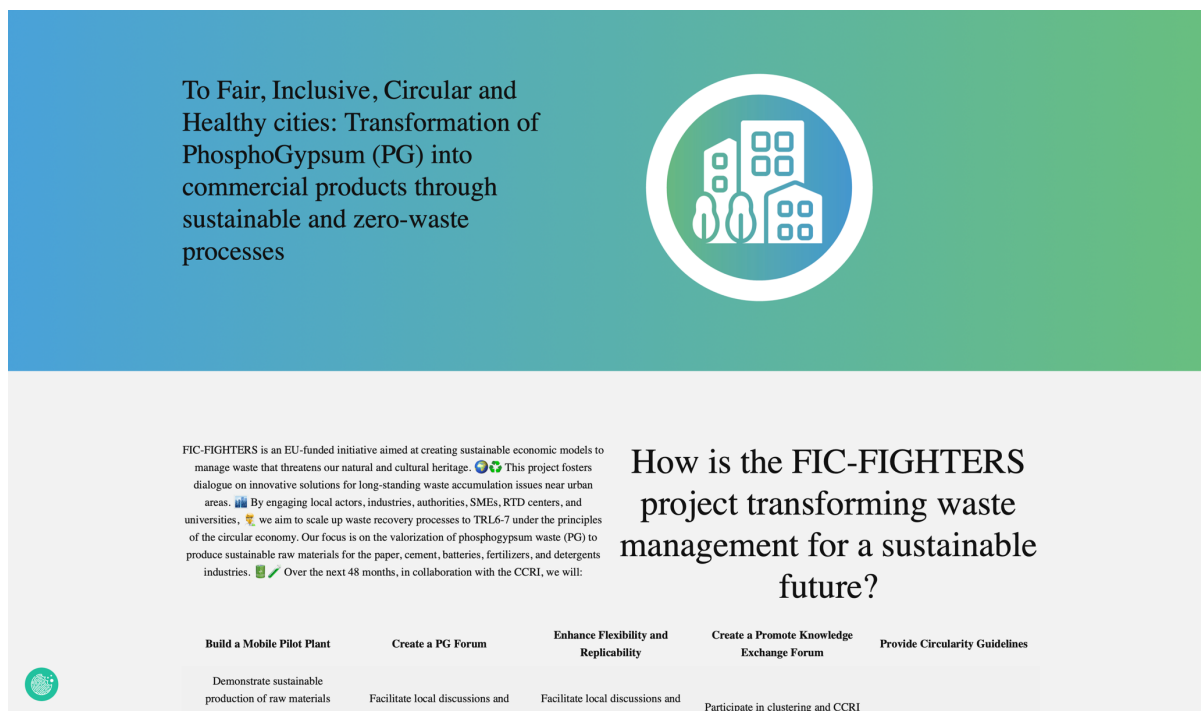 To Fair, Inclusive, Circular and
Healthy cities: Transformation of
PhosphoGypsum (PG) into
commercial products through
sustainable and zero-waste
processes
FIC-FIGHTERS is an EU-funded initiative aimed at creating sustainable economic models to
manage waste that threatens our natural and cultural heritage. 🌍♻️ This project fosters
dialogue on innovative solutions for long-standing waste accumulation issues near urban
areas. 🏙️ By engaging local actors, industries, authorities, SMEs, RTD centers, and
universities, we aim to scale up waste recovery processes to TRL6-7 under the principles
of the circular economy. Our focus is on the valorization of phosphogypsum waste (PG) to
produce sustainable raw materials for the paper, cement, batteries, fertilizers, and detergents
industries. 🔋🧪 Over the next 48 months, in collaboration with the CCRI, we will:
How is the FIC-FIGHTERS
project transforming waste
management for a sustainable
future?
Build a Mobile Pilot Plant
Create a PG Forum
Enhance Flexibility and
Replicability
Create a Promote Knowledge
Exchange Forum
Provide Circularity Guidelines
Demonstrate sustainable
production of raw materials
Facilitate local discussions and
Facilitate local discussions and
Participate in clustering and CCRI